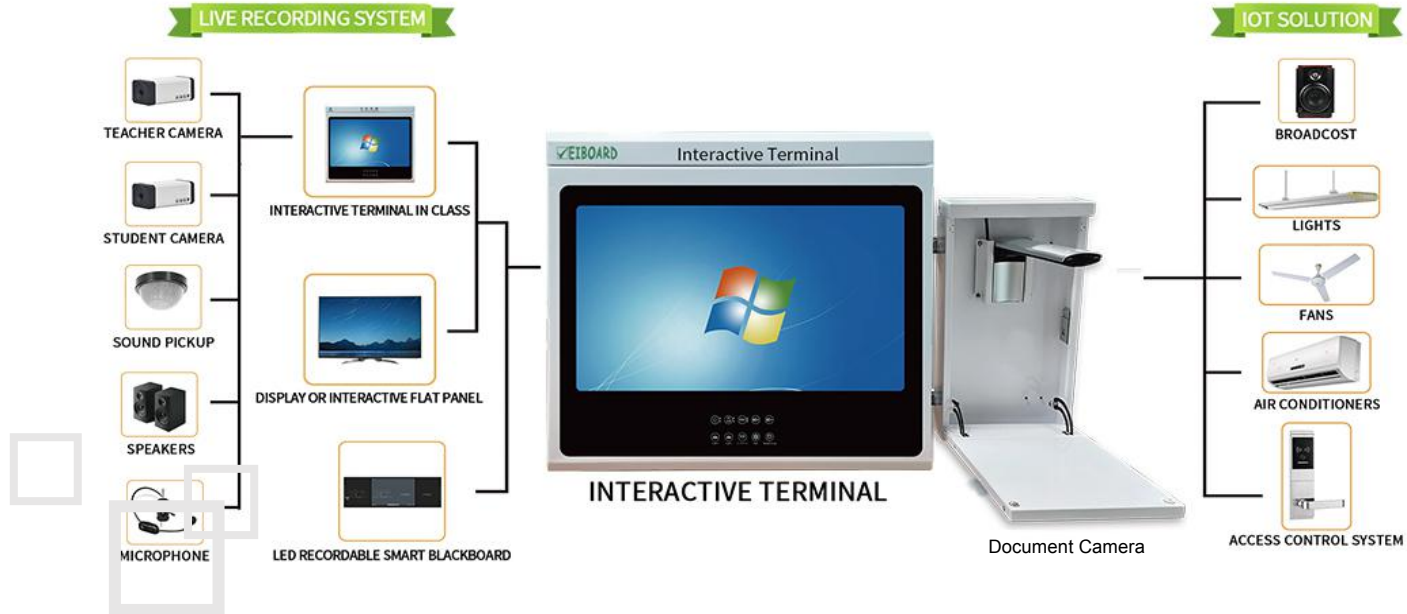 LIVE RECORDING SYSTEM
IOT SOLUTION
TEACHER CAMERA
STUDENT CAMERA
SOUND PICKUP
SPEAKERS
MICROPHONE
INTERACTIVE TERMINAL IN CLASS
DISPLAY OR INTERACTIVE FLAT PANEL
LED RECORDABLE SMART BLACKBOARD
EIBOARD
Interactive Terminal
INTERACTIVE TERMINAL
Document Camera
BROADCOST
LIGHTS
FANS
AIR CONDITIONERS
ACCESS CONTROL SYSTEM